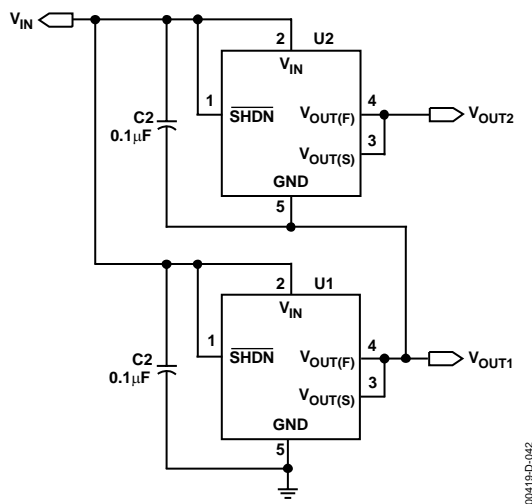 VIN
U2
2
VIN
1
SHDN
C2
0.1μF
4
VOUT(F)
VOUT2
3
VOUT(S)
GND
5
U1
2
VIN
1
SHDN
C2
0.1μF
4
VOUT(F)
VOUT1
3
VOUT(S)
GND
5
00419-D-042